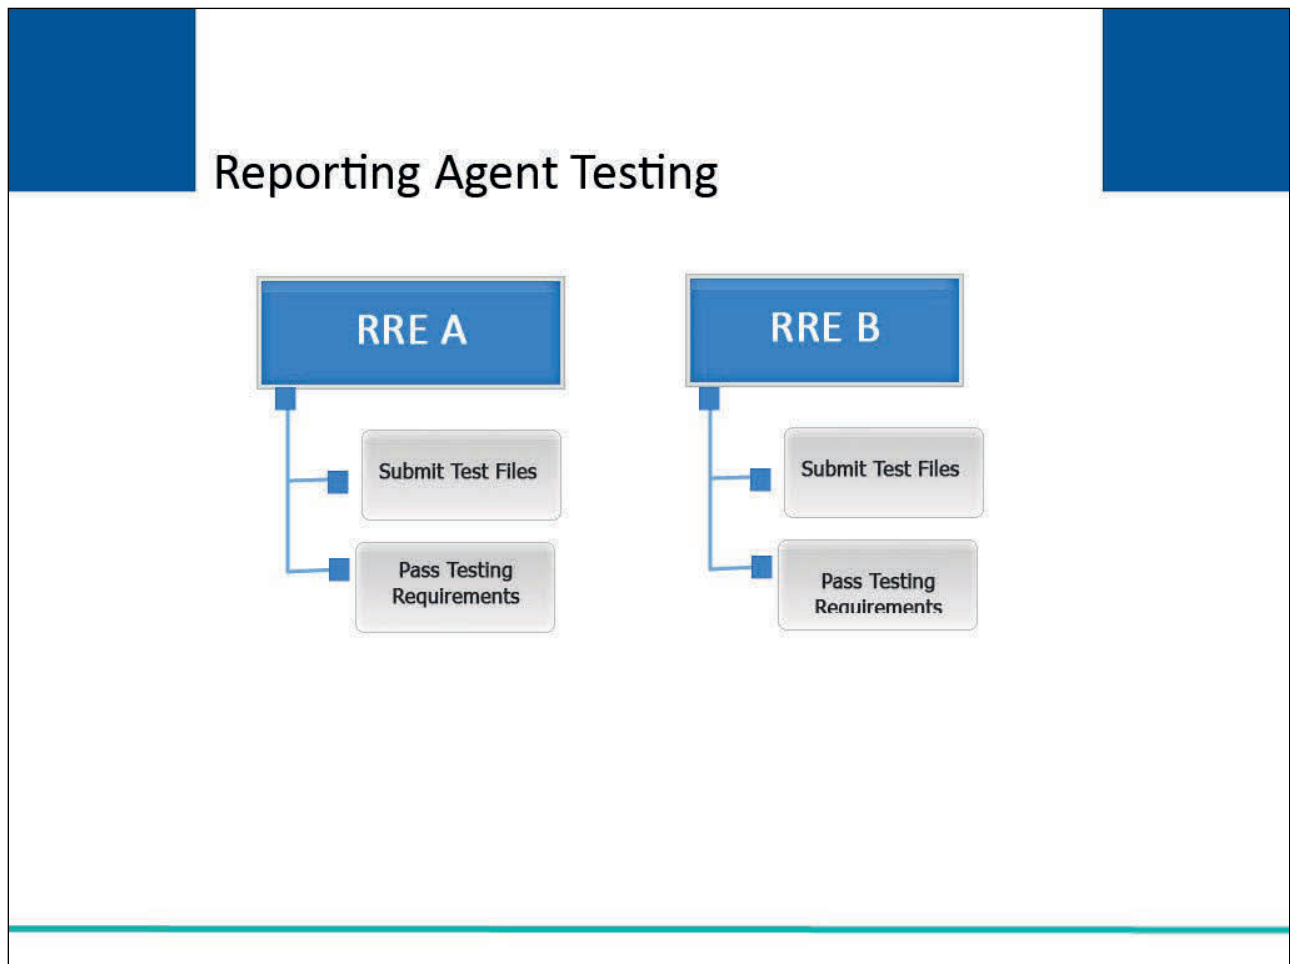 Reporting Agent Testing
RRE A
Submit Test Files
Pass Testing
Requirements
RRE B
Submit Test Files
Pass Testing
Requirements